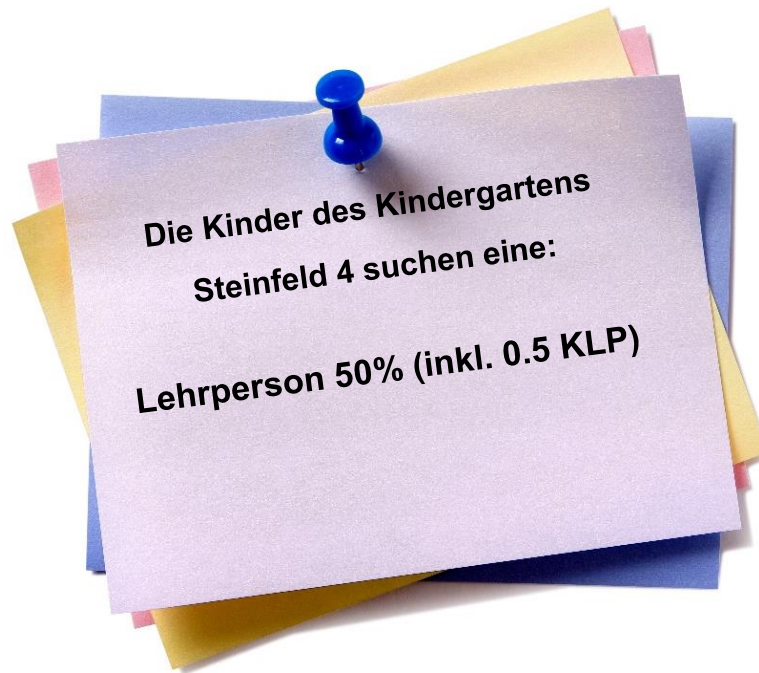 Die Kinder des Kindergartens
Steinfeld 4 suchen eine:
Lehrperson 50% (inkl. 0.5 KLP)